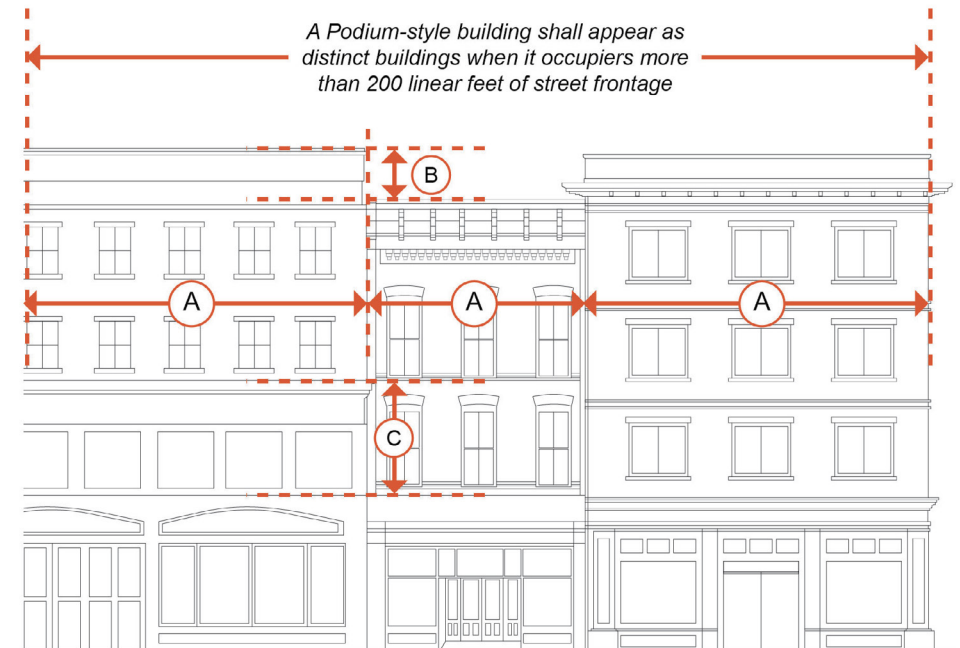 A Podium-style building shall appear as
distinct buildings when it occupiers more
than 200 linear feet of street frontage
B
A
A
A
C